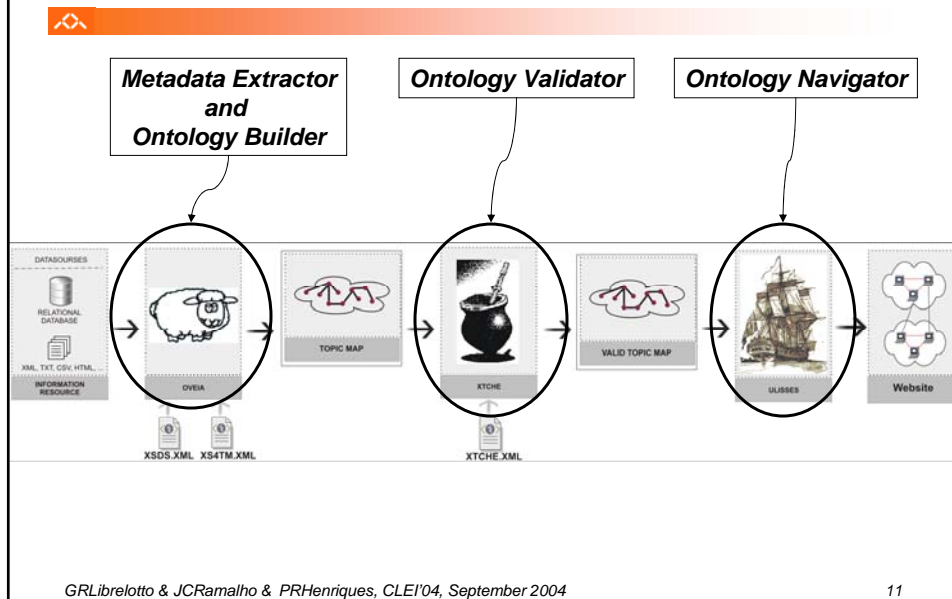 Metadata Extractor
and
Ontology Builder
Ontology Validator
Ontology Navigator
DATASOURSES
RELATIONAL
DATABASE
XML, TXT, CSV, HTML, ...
INFORMATION
RESOURCE
OVEIA
TOPIC MAP
XTCHE
VALID TOPIC MAP
ULISSES
Website
XSDS.XML XS4TM.XML
XTCHE.XML
GRLibrelotto & JCRamalho & PRHenriques, CLEI'04, September 2004
11